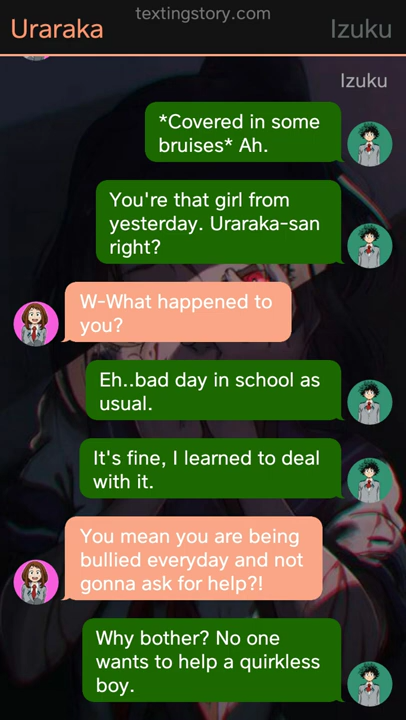 textingstory.com
Uraraka
Izuku
Izuku
*Covered in some
bruises* Ah.
You're that girl from
yesterday. Uraraka-san
right?
W-What happened to
you?
Eh..bad day in school as
usual.
It's fine, I learned to deal
with it.
You mean you are being
bullied everyday and not
gonna ask for help?!
Why bother? No one
wants to help a quirkless
boy.